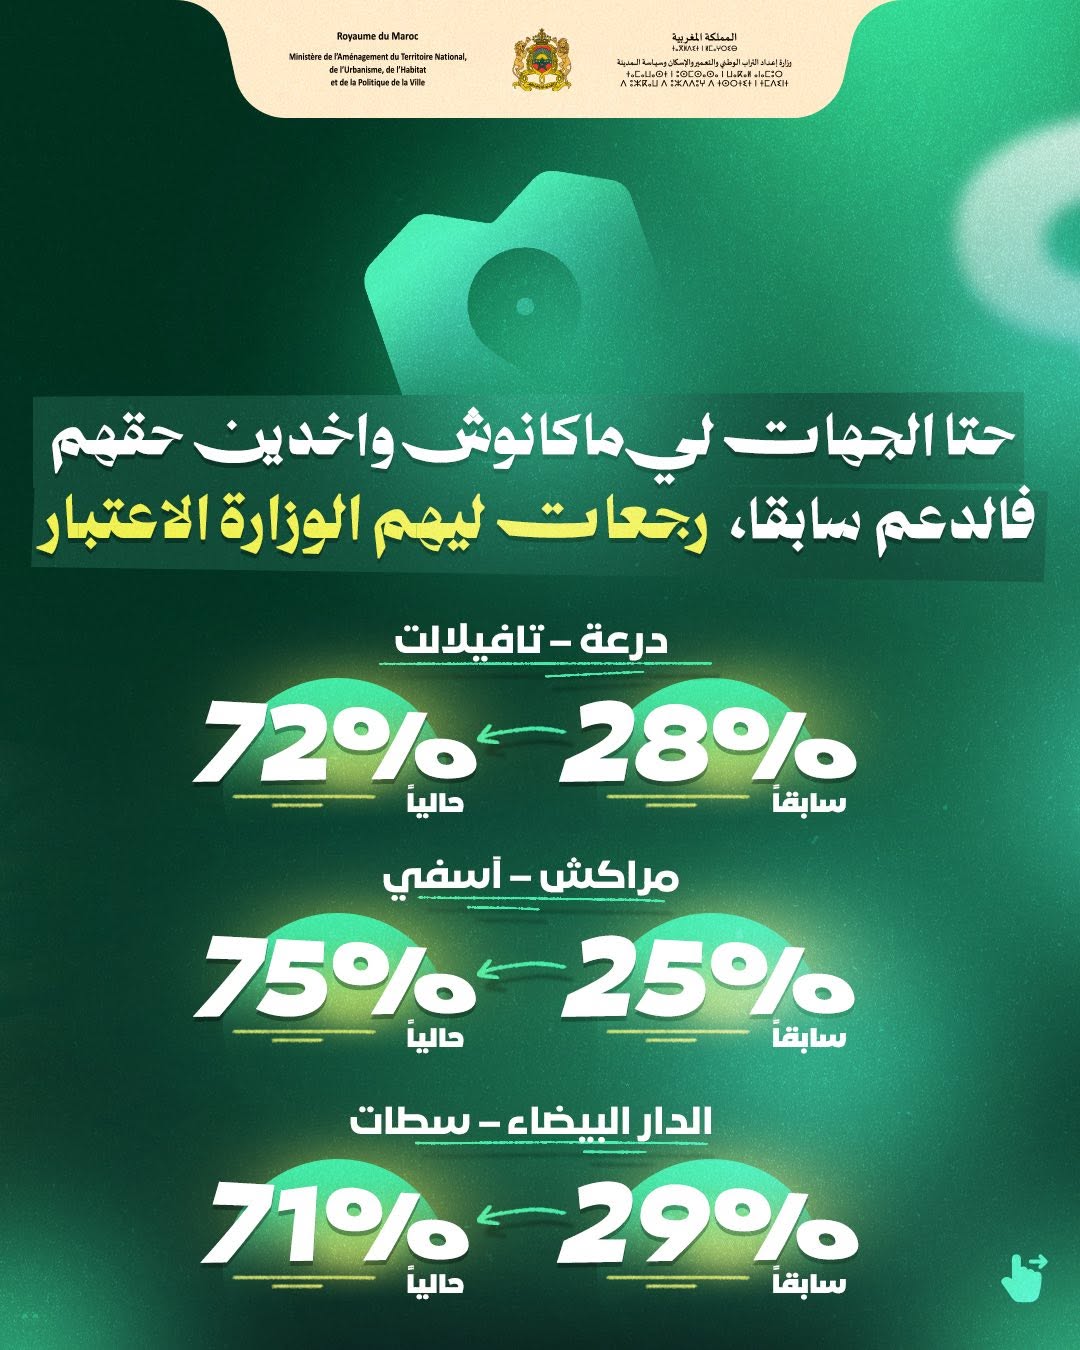 Royaume du Maroc
Ministère de l'Aménagement du Territoire National,
de l'Urbanisme, de l'Habitat
et de la Politique de la Ville
المملكة المغربية
ⵜⴰⴳⵍⴷⵉⵜ ⵏ ⵍⵎⵖⵔⵉⴱ
وزارة إعداد التراب الوطني والتعمير والإسكان وسياسة المدينة
حتا الجهات لي ماكانوش واخدين حقهم
فالدعم سابقا، رجعات ليهم الوزارة الاعتبار
درعة – تافيلالت
28%
سابقاً
72%
حالياً
مراكش – آسفي
25%
سابقاً
75%
حالياً
الدار البيضاء – سطات
29%
سابقاً
71%
حالياً